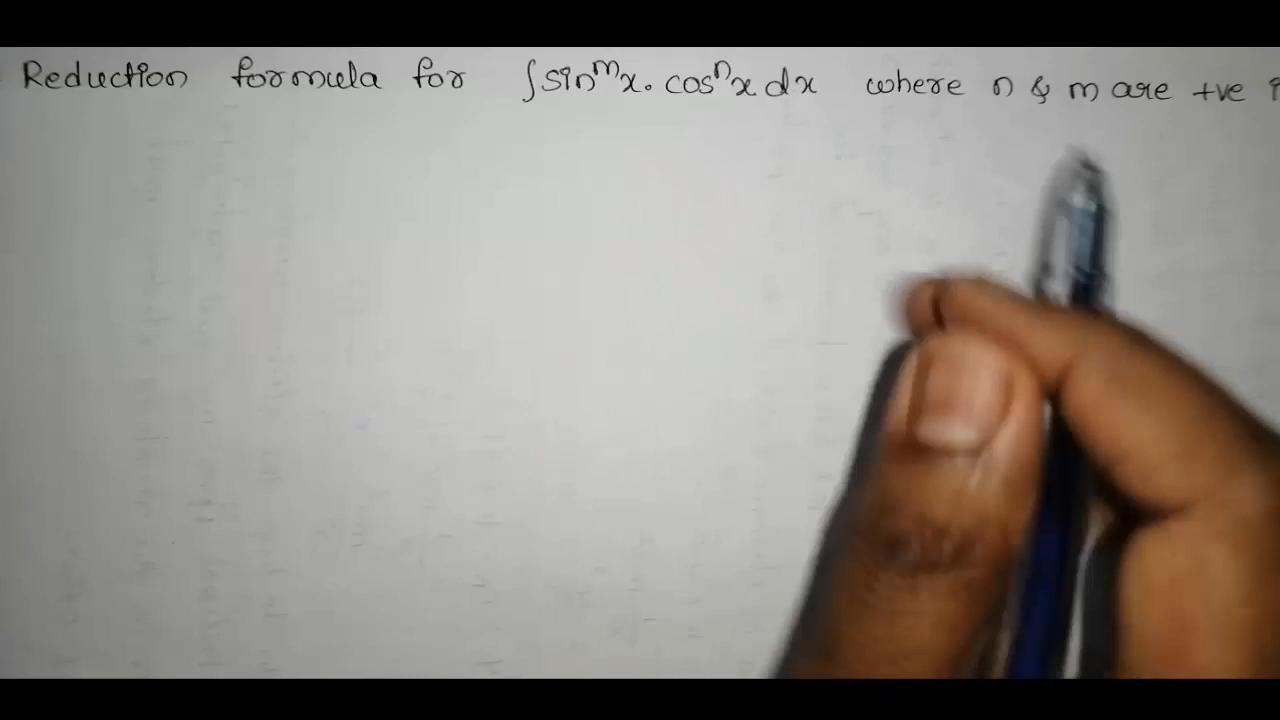 Reduction formula for ∫sinᵐx. cosⁿx dx where n & m are +ve